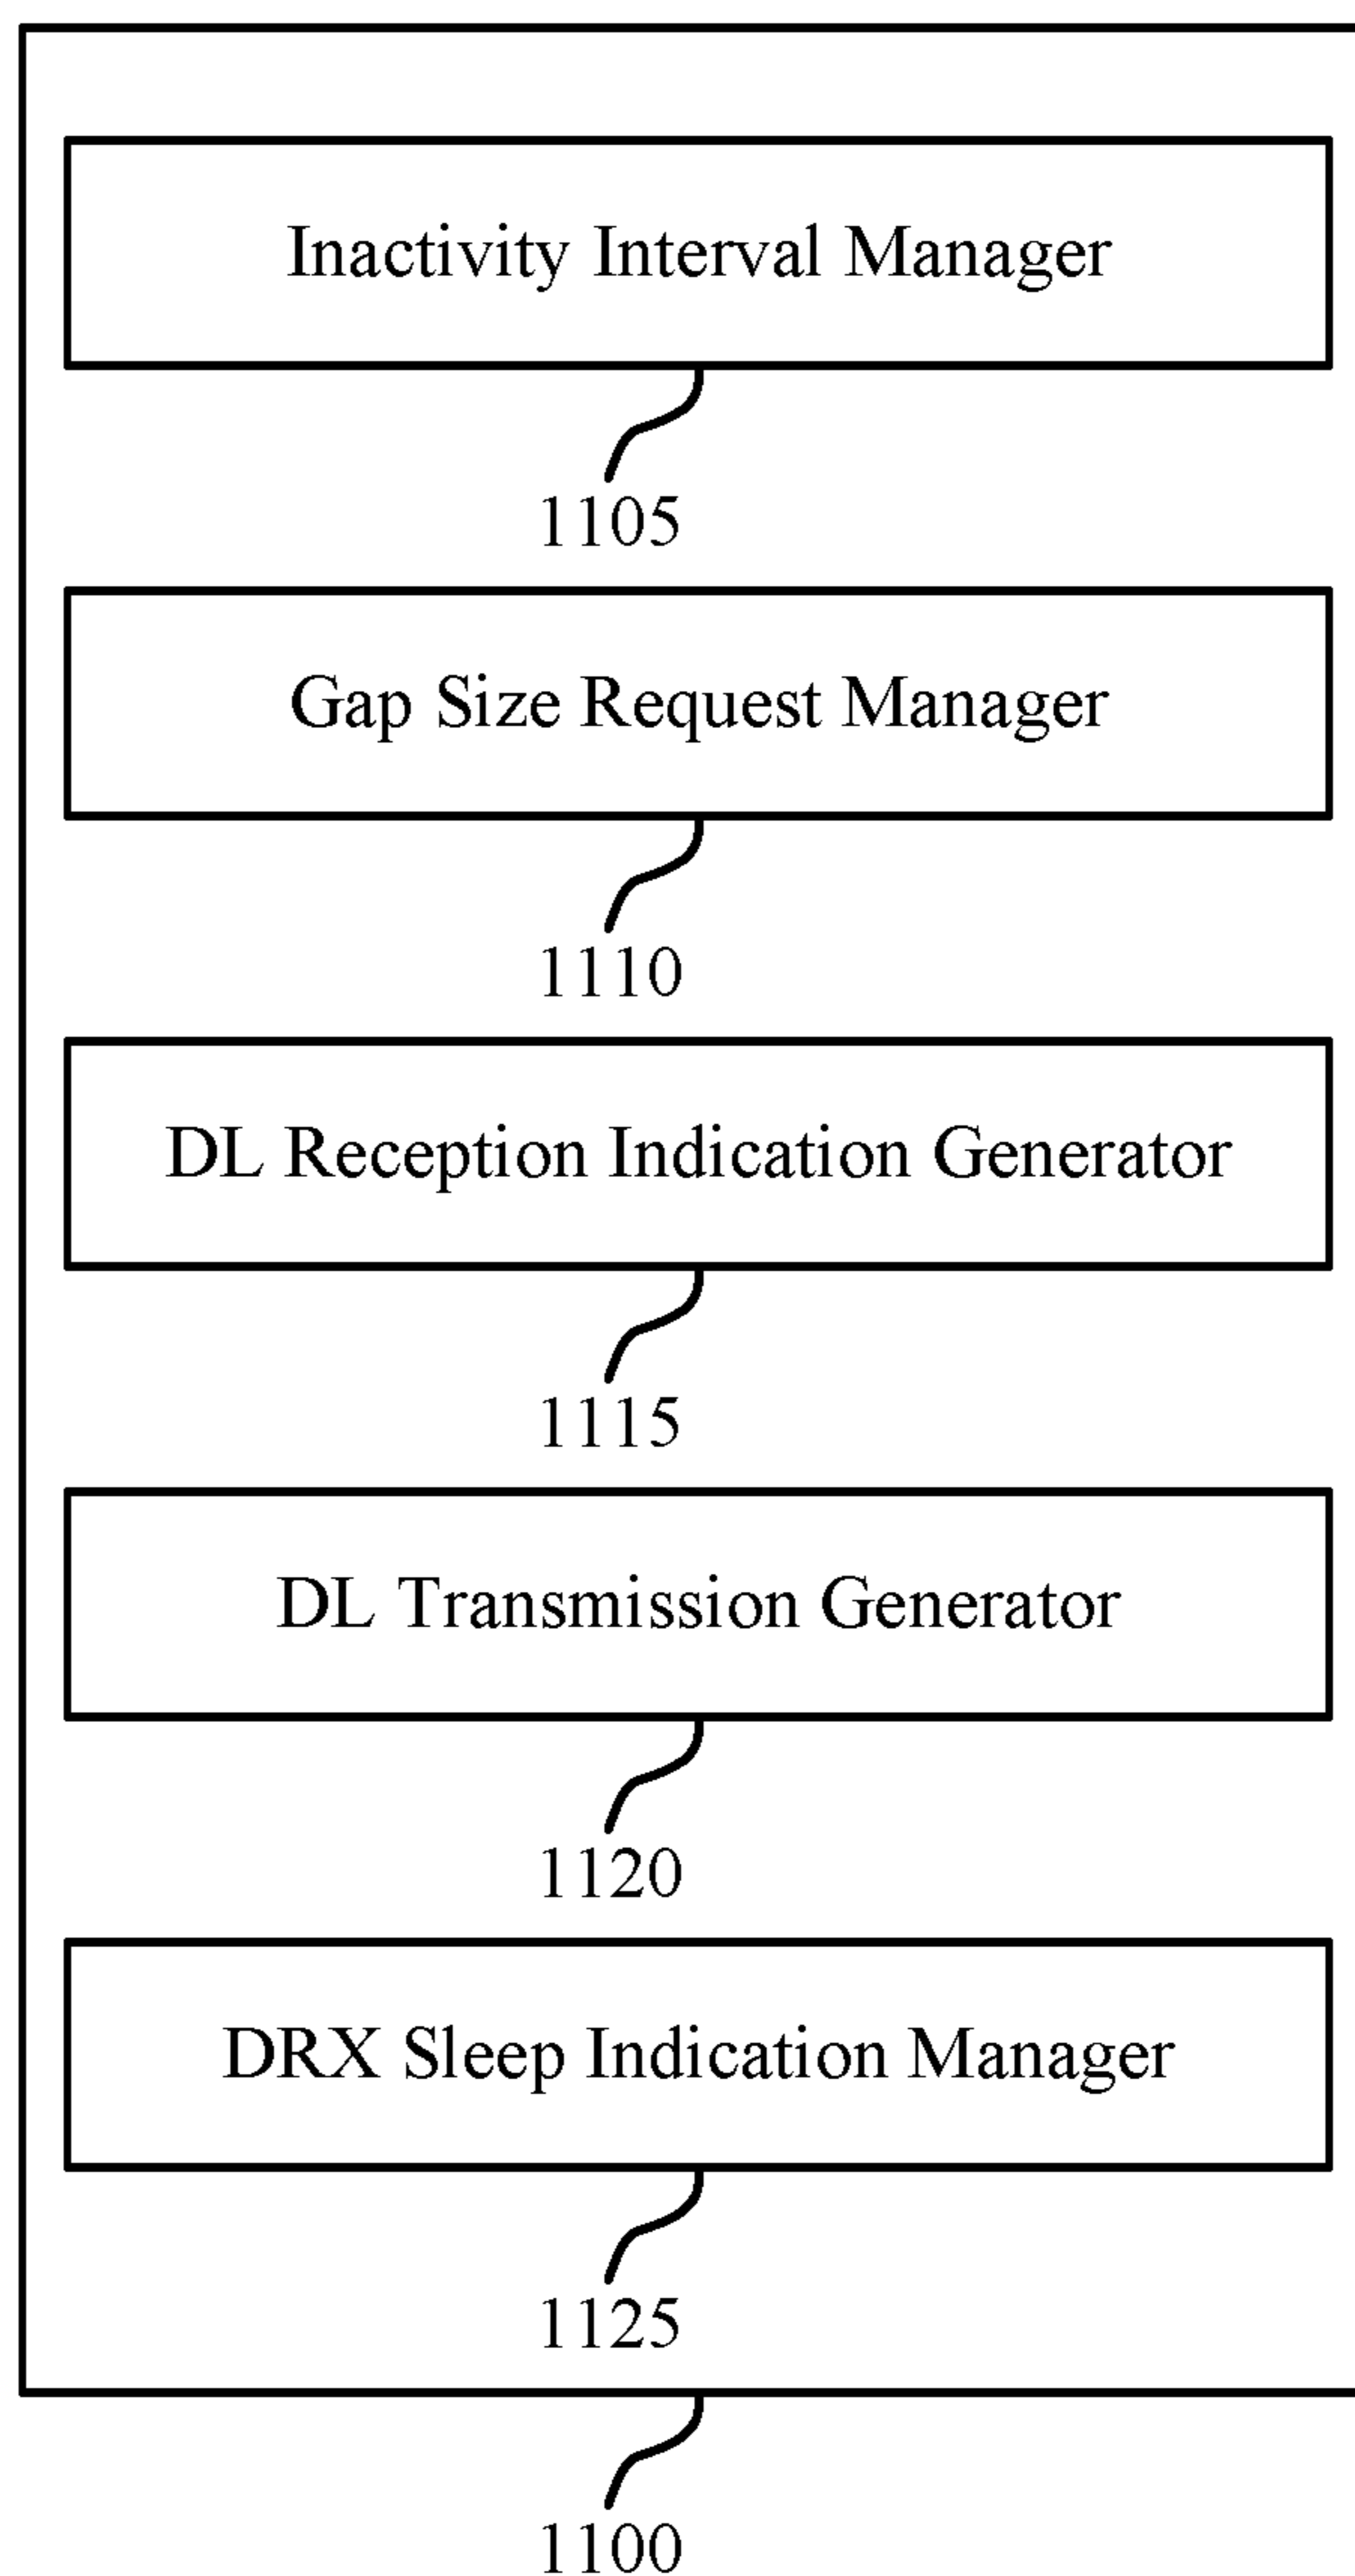 Inactivity Interval Manager
1105
Gap Size Request Manager
1110
DL Reception Indication Generator
1115
DL Transmission Generator
1120
DRX Sleep Indication Manager
1125
1100